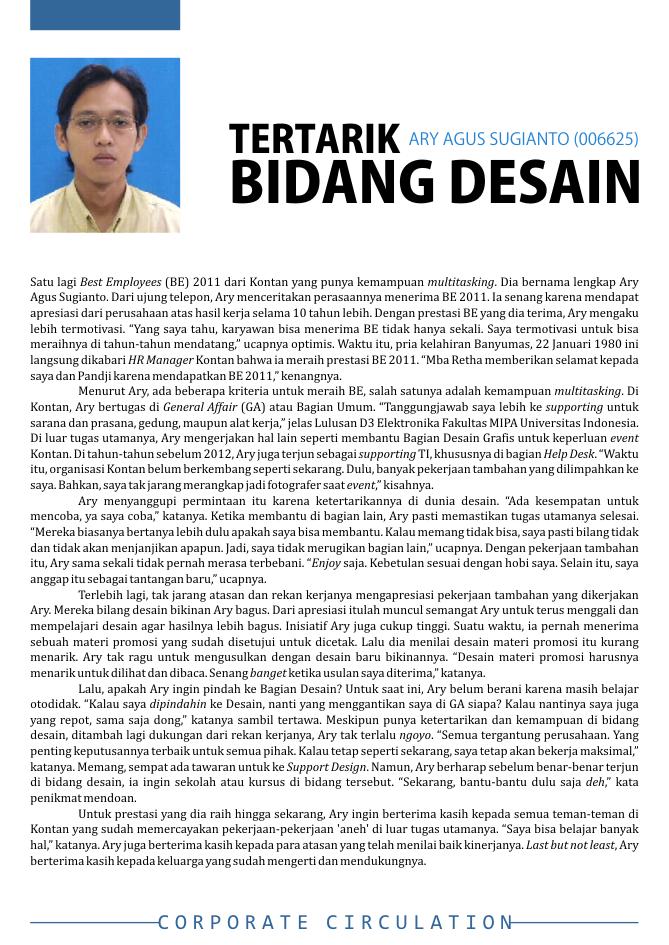 TERTARIK ARY AGUS SUGIANTO (006625)
BIDANG DESAIN
Satu lagi Best Employees (BE) 2011 dari Kontan yang punya kemampuan multitasking. Dia bernama lengkap Ary
Agus Sugianto. Dari ujung telepon, Ary menceritakan perasaannya menerima BE 2011. Ia senang karena mendapat
apresiasi dari perusahaan atas hasil kerja selama 10 tahun lebih. Dengan prestasi BE yang dia terima, Ary mengaku
lebih termotivasi. “Yang saya tahu, karyawan bisa menerima BE tidak hanya sekali. Saya termotivasi untuk bisa
meraihnya di tahun-tahun mendatang,” ucapnya optimis. Waktu itu, pria kelahiran Banyumas, 22 Januari 1980 ini
langsung dikabari HR Manager Kontan bahwa ia meraih prestasi BE 2011. “Mba Retha memberikan selamat kepada
saya dan Pandji karena mendapatkan BE 2011,” kenangnya.
Menurut Ary, ada beberapa kriteria untuk meraih BE, salah satunya adalah kemampuan multitasking. Di
Kontan, Ary bertugas di General Affair (GA) atau Bagian Umum. “Tanggungjawab saya lebih ke supporting untuk
sarana dan prasana, gedung, maupun alat kerja,” jelas Lulusan D3 Elektronika Fakultas MIPA Universitas Indonesia.
Di luar tugas utamanya, Ary mengerjakan hal lain seperti membantu Bagian Desain Grafis untuk keperluan event
Kontan. Di tahun-tahun sebelum 2012, Ary juga terjun sebagai supporting TI, khususnya di bagian Help Desk. “Waktu
itu, organisasi Kontan belum berkembang seperti sekarang. Dulu, banyak pekerjaan tambahan yang dilimpahkan ke
saya. Bahkan, saya tak jarang merangkap jadi fotografer saat event,” kisahnya.
Ary menyanggupi permintaan itu karena ketertarikannya di dunia desain. “Ada kesempatan untuk
mencoba, ya saya coba,” katanya. Ketika membantu di bagian lain, Ary pasti memastikan tugas utamanya selesai.
“Mereka biasanya bertanya lebih dulu apakah saya bisa membantu. Kalau memang tidak bisa, saya pasti bilang tidak
dan tidak akan menjanjikan apapun. Jadi, saya tidak merugikan bagian lain,” ucapnya. Dengan pekerjaan tambahan
itu, Ary sama sekali tidak pernah merasa terbebani. “Enjoy saja. Kebetulan sesuai dengan hobi saya. Selain itu, saya
anggap itu sebagai tantangan baru,” ucapnya.
Terlebih lagi, tak jarang atasan dan rekan kerjanya mengapresiasi pekerjaan tambahan yang dikerjakan
Ary. Mereka bilang desain bikinan Ary bagus. Dari apresiasi itulah muncul semangat Ary untuk terus menggali dan
mempelajari desain agar hasilnya lebih bagus. Inisiatif Ary juga cukup tinggi. Suatu waktu, ia pernah menerima
sebuah materi promosi yang sudah disetujui untuk dicetak. Lalu dia menilai desain materi promosi itu kurang
menarik. Ary tak ragu untuk mengusulkan dengan desain baru bikinannya. “Desain materi promosi harusnya
menarik untuk dilihat dan dibaca. Senang banget ketika usulan saya diterima,” katanya.
Lalu, apakah Ary ingin pindah ke Bagian Desain? Untuk saat ini, Ary belum berani karena masih belajar
otodidak. “Kalau saya dipindahin ke Desain, nanti yang menggantikan saya di GA siapa? Kalau nantinya saya juga
yang repot, sama saja dong,” katanya sambil tertawa. Meskipun punya ketertarikan dan kemampuan di bidang
desain, ditambah lagi dukungan dari rekan kerjanya, Ary tak terlalu ngoyo. “Semua tergantung perusahaan. Yang
penting keputusannya terbaik untuk semua pihak. Kalau tetap seperti sekarang, saya tetap akan bekerja maksimal,”
katanya. Memang, sempat ada tawaran untuk ke Support Design. Namun, Ary berharap sebelum benar-benar terjun
di bidang desain, ia ingin sekolah atau kursus di bidang tersebut. “Sekarang, bantu-bantu dulu saja deh,” kata
penikmat mendoan.
Untuk prestasi yang dia raih hingga sekarang, Ary ingin berterima kasih kepada semua teman-teman di
Kontan yang sudah memercayakan pekerjaan-pekerjaan 'aneh' di luar tugas utamanya. “Saya bisa belajar banyak
hal,” katanya. Ary juga berterima kasih kepada para atasan yang telah menilai baik kinerjanya. Last but not least, Ary
berterima kasih kepada keluarga yang sudah mengerti dan mendukungnya.
CORPORATE CIRCULATION